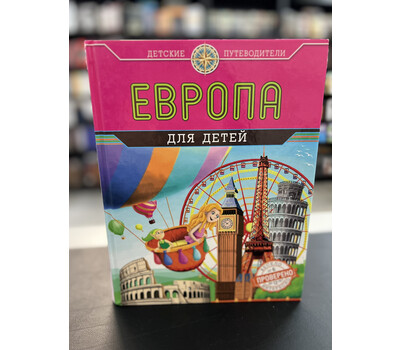 ДЕТСКИЕ ПУТЕВОДИТЕЛИ
ЕВРОПА
ДЛЯ ДЕТЕЙ
ПРОВЕРЕНО